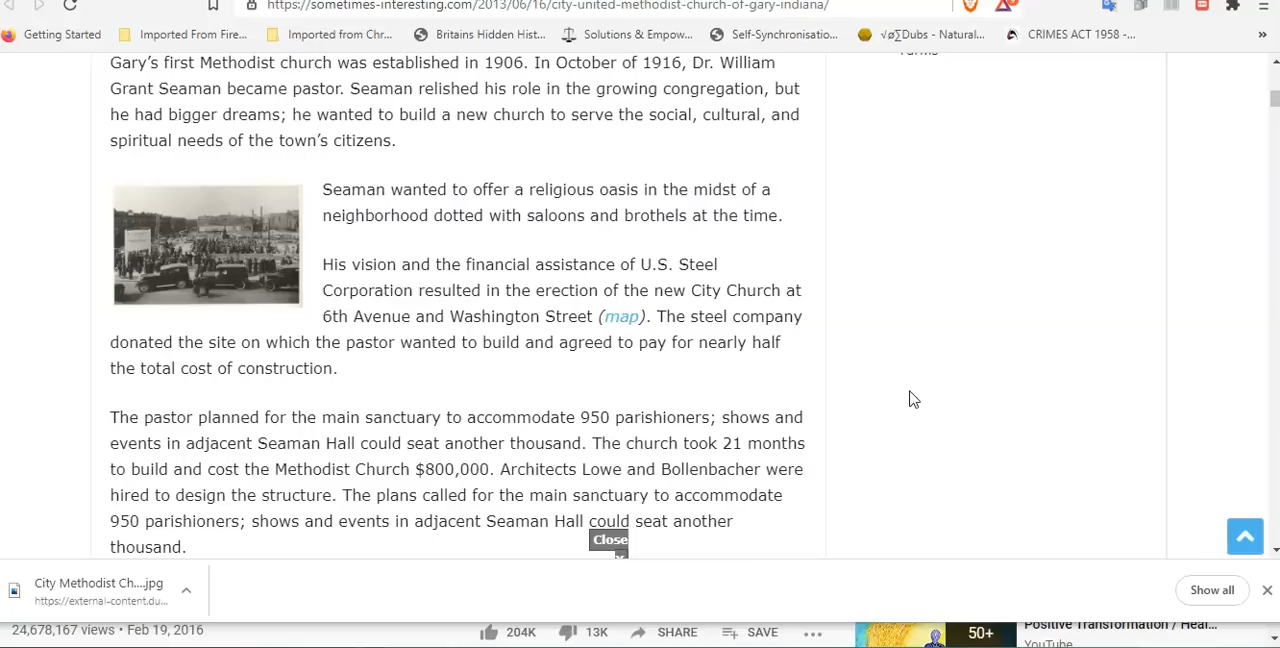 https://sometimes-interesting.com/2013/06/16/city-united-methodist-church-of-gary-indiana/
Getting Started Imported From Fire... Imported from Chr... Britains Hidden Hist... Solutions & Empow... Self-Synchronisatio... √ø∑Dubs - Natural... CRIMES ACT 1958 -... »
Gary's first Methodist church was established in 1906. In October of 1916, Dr. William
Grant Seaman became pastor. Seaman relished his role in the growing congregation, but
he had bigger dreams; he wanted to build a new church to serve the social, cultural, and
spiritual needs of the town's citizens.
Seaman wanted to offer a religious oasis in the midst of a
neighborhood dotted with saloons and brothels at the time.
His vision and the financial assistance of U.S. Steel
Corporation resulted in the erection of the new City Church at
6th Avenue and Washington Street (map). The steel company
donated the site on which the pastor wanted to build and agreed to pay for nearly half
the total cost of construction.
The pastor planned for the main sanctuary to accommodate 950 parishioners; shows and
events in adjacent Seaman Hall could seat another thousand. The church took 21 months
to build and cost the Methodist Church $800,000. Architects Lowe and Bollenbacher were
hired to design the structure. The plans called for the main sanctuary to accommodate
950 parishioners; shows and events in adjacent Seaman Hall could seat another
thousand.
Close
x
City Methodist Ch....jpg
https://external-content.du...
Show all
24,678,167 views • Feb 19, 2016 204K 13K SHARE SAVE ...
50+
Positive Transformation / Heal...
YouTube